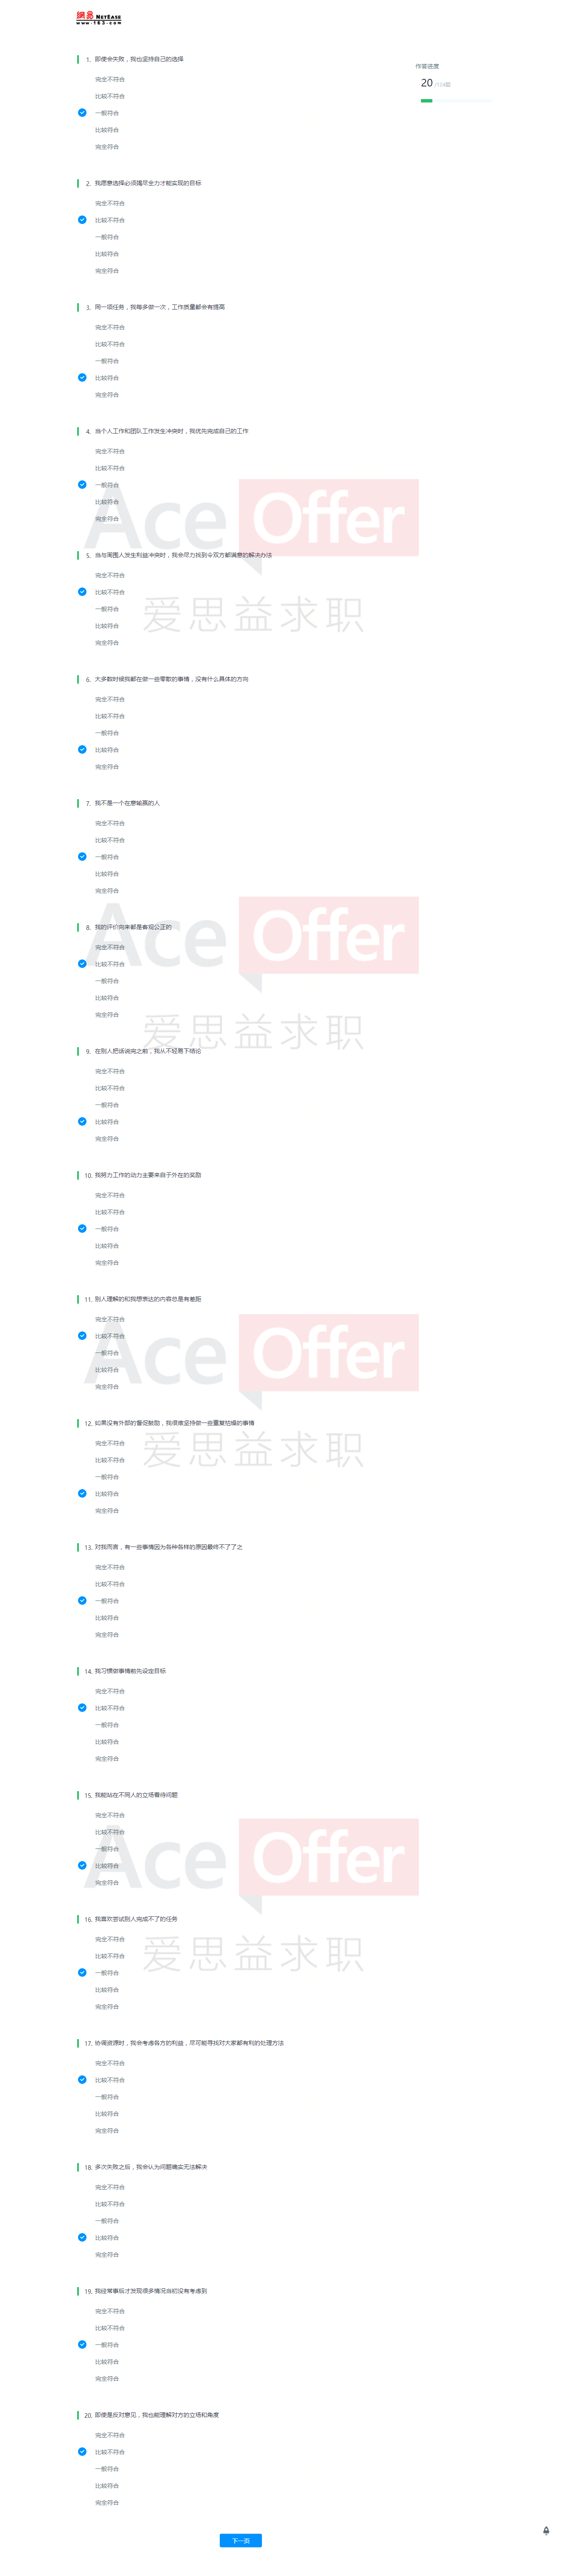 網易 NETEASE
www.163.com
作答进度
20 /134题
1. 即使会失败，我也坚持自己的选择
完全不符合
比较不符合
一般符合
比较符合
完全符合
2. 我愿意选择必须竭尽全力才能实现的目标
完全不符合
比较不符合
一般符合
比较符合
完全符合
3. 同一项任务，我每多做一次，工作质量都会有提高
完全不符合
比较不符合
一般符合
比较符合
完全符合
4. 当个人工作和团队工作发生冲突时，我优先完成自己的工作
完全不符合
比较不符合
一般符合
比较符合
完全符合
Ace Offer
5. 当与周围人发生利益冲突时，我会尽力找到令双方都满意的解决办法
完全不符合
比较不符合
一般符合
比较符合
完全符合
爱思益求职
6. 大多数时候我都在做一些零散的事情，没有什么具体的方向
完全不符合
比较不符合
一般符合
比较符合
完全符合
7. 我不是一个在意输赢的人
完全不符合
比较不符合
一般符合
比较符合
完全符合
Ace Offer
8. 我的评价向来都是客观公正的
完全不符合
比较不符合
一般符合
比较符合
完全符合
爱思益求职
9. 在别人把话说完之前，我从不轻易下结论
完全不符合
比较不符合
一般符合
比较符合
完全符合
10. 我努力工作的动力主要来自于外在的奖励
完全不符合
比较不符合
一般符合
比较符合
完全符合
11. 别人理解的和我想表达的内容总是有差距
完全不符合
比较不符合
一般符合
比较符合
完全符合
Ace Offer
12. 如果没有外部的督促鼓励，我很难坚持做一些重复枯燥的事情
完全不符合
比较不符合
一般符合
比较符合
完全符合
爱思益求职
13. 对我而言，有一些事情因为各种各样的原因最终不了了之
完全不符合
比较不符合
一般符合
比较符合
完全符合
14. 我习惯做事情前先设定目标
完全不符合
比较不符合
一般符合
比较符合
完全符合
15. 我能站在不同人的立场看待问题
完全不符合
比较不符合
一般符合
比较符合
完全符合
Ace Offer
16. 我喜欢尝试别人完成不了的任务
完全不符合
比较不符合
一般符合
比较符合
完全符合
爱思益求职
17. 协调资源时，我会考虑各方的利益，尽可能寻找对大家都有利的处理方法
完全不符合
比较不符合
一般符合
比较符合
完全符合
18. 多次失败之后，我会认为问题确实无法解决
完全不符合
比较不符合
一般符合
比较符合
完全符合
19. 我经常事后才发现很多情况当初没有考虑到
完全不符合
比较不符合
一般符合
比较符合
完全符合
20. 即使是反对意见，我也能理解对方的立场和角度
完全不符合
比较不符合
一般符合
比较符合
完全符合
下一页